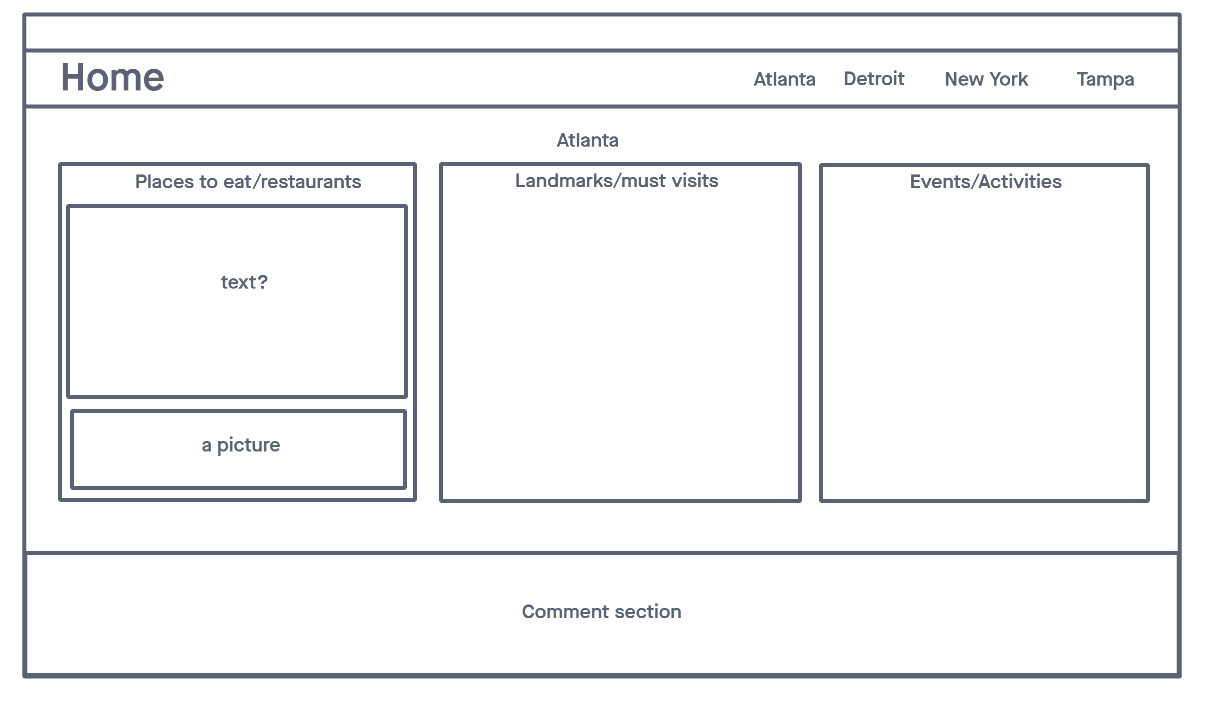 Home
Atlanta
Detroit
New York
Tampa
Atlanta
Places to eat/restaurants
Landmarks/must visits
Events/Activities
text?
a picture
Comment section